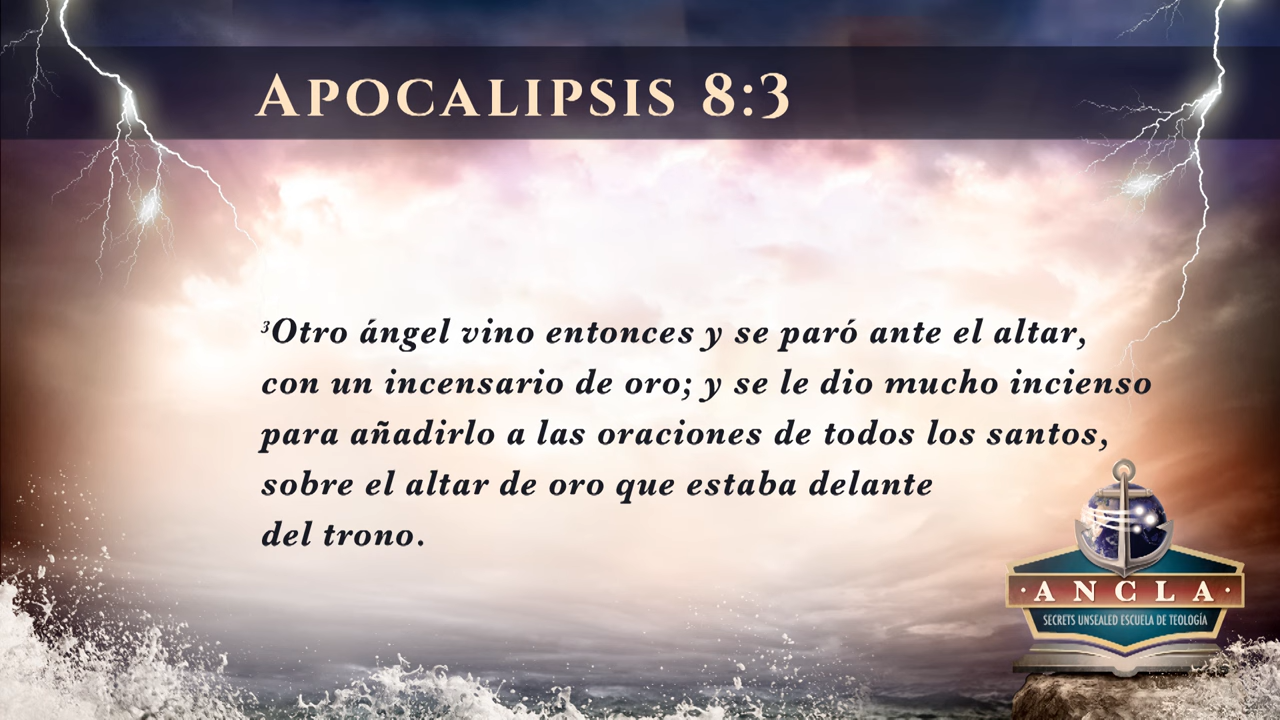 APOCALIPSIS 8:3
³Otro ángel vino entonces y se paró ante el altar,
con un incensario de oro; y se le dio mucho incienso
para añadirlo a las oraciones de todos los santos,
sobre el altar de oro que estaba delante
del trono.
· A N C L A ·
SECRETS UNSEALED ESCUELA DE TEOLOGÍA